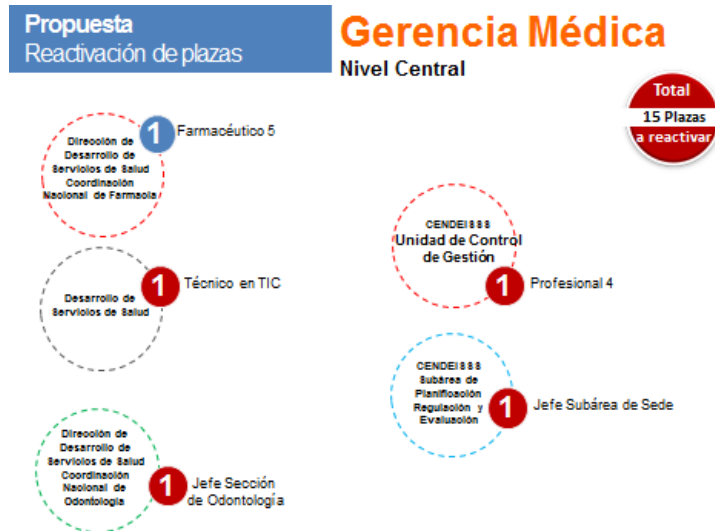 Propuesta
Reactivación de plazas
Gerencia Médica
Nivel Central
Total
15 Plazas
a reactivar
Dirección de
Desarrollo de
Servicios de Salud
Coordinación
Nacional de Farmacia
1
Farmacéutico 5
Desarrollo de
Servicios de Salud
1
Técnico en TIC
Dirección de
Desarrollo de
Servicios de Salud
Coordinación
Nacional de
Odontología
1
Jefe Sección
de Odontología
CENDEISSS
Unidad de Control
de Gestión
1
Profesional 4
CENDEISSS
Subárea de
Planificación
Regulación y
Evaluación
1
Jefe Subárea de Sede